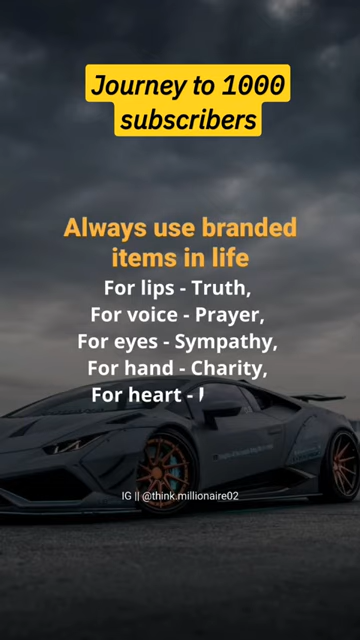 Journey to 1000
subscribers
Always use branded
items in life
For lips - Truth,
For voice - Prayer,
For eyes - Sympathy,
For hand - Charity,
For heart -
IG || @think.millionaire02